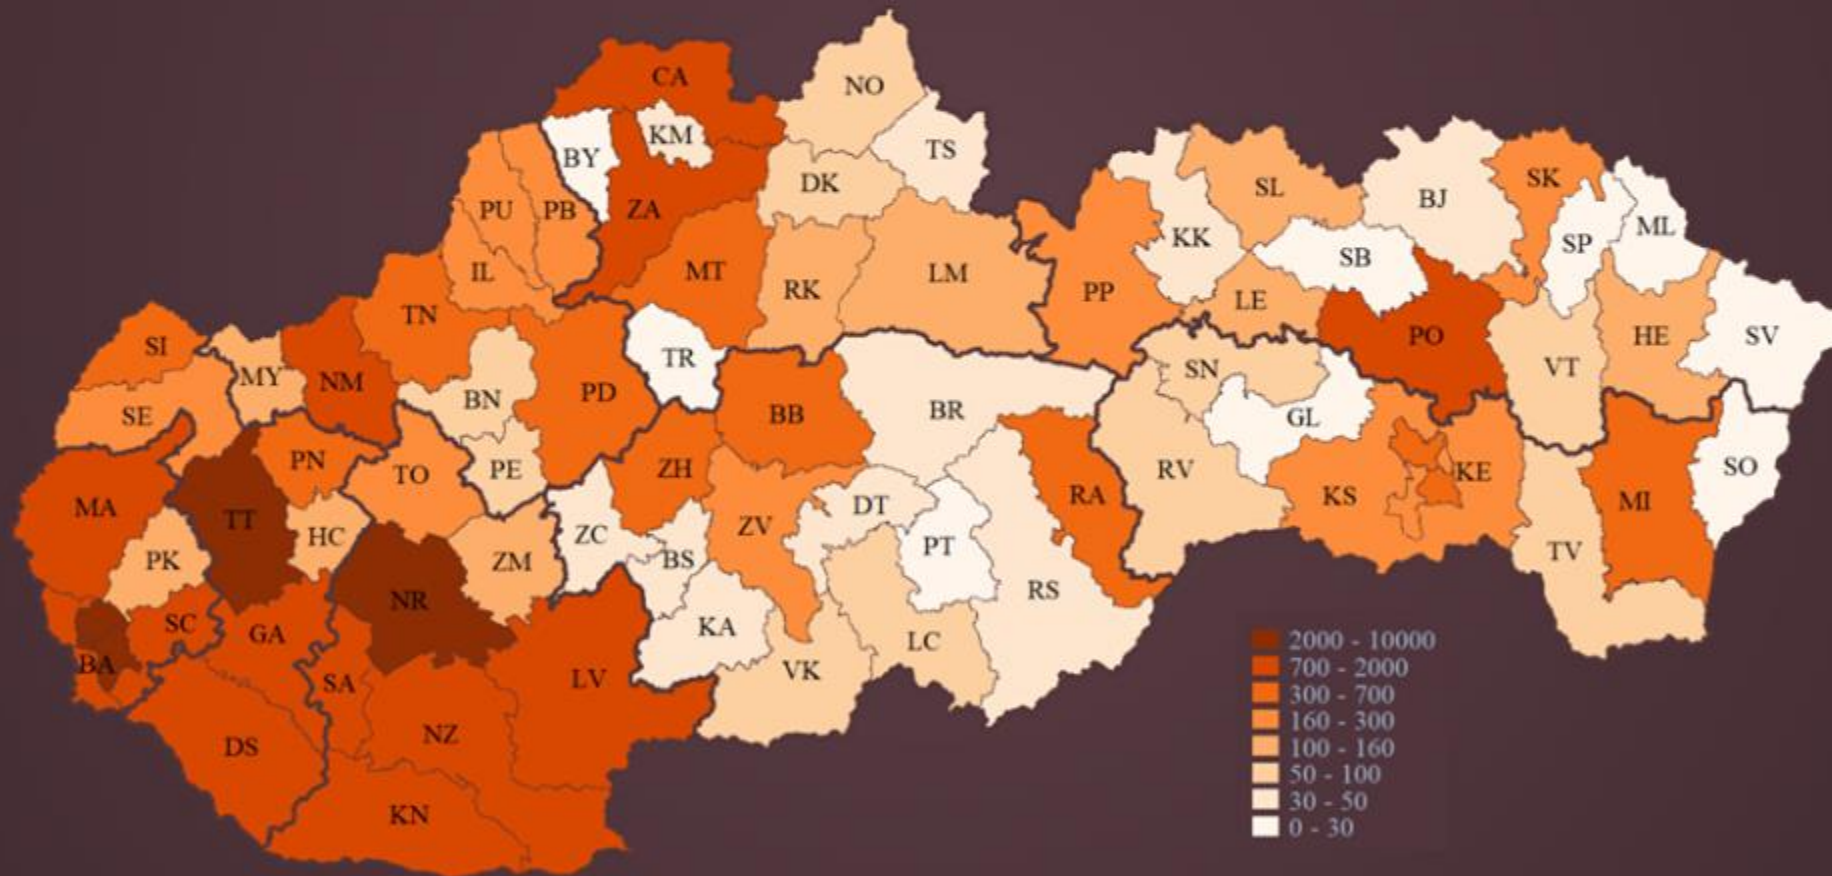 CA
NO
KM
BY
TS
DK
SL
SK
BJ
PU
PB
ZA
ML
KK
SP
SB
IL
MT
LM
RK
PP
LE
TN
SI
PO
HE
SV
MY
NM
TR
SN
VT
PD
BN
BB
BR
GL
SE
PN
TO
PE
ZH
RV
KE
SO
RA
KS
MI
MA
TT
HC
ZC
ZV
DT
PT
TV
PK
ZM
BS
RS
NR
SC
GA
KA
LC
BA
SA
LV
VK
DS
NZ
KN
2000 - 10000
700 - 2000
300 - 700
160 - 300
100 - 160
50 - 100
30 - 50
0 - 30